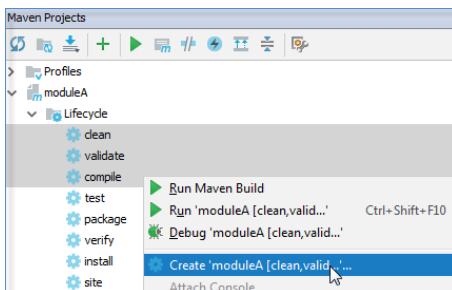 Maven Projects
Profiles
moduleA
Lifecycle
clean
validate
compile
test
package
verify
install
site
Run Maven Build
Run 'moduleA [clean,valid...' Ctrl+Shift+F10
Debug 'moduleA [clean,valid...'
Create 'moduleA [clean,valid...'...
Attach Console